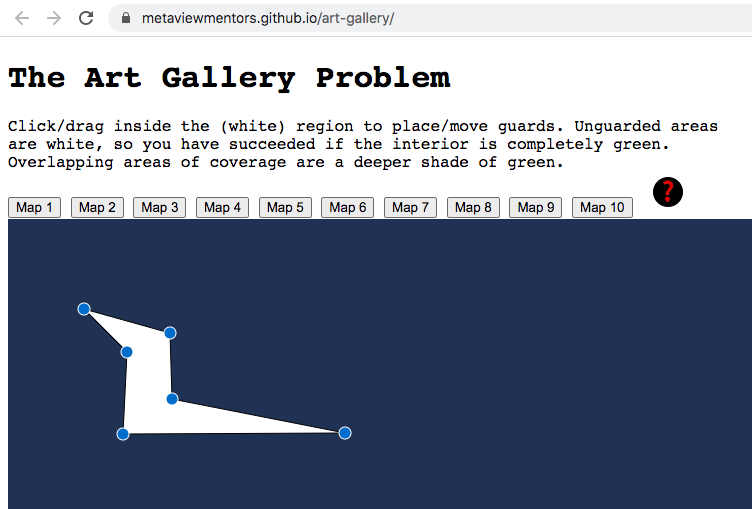 metaviewmentors.github.io/art-gallery/
The Art Gallery Problem
Click/drag inside the (white) region to place/move guards. Unguarded areas
are white, so you have succeeded if the interior is completely green.
Overlapping areas of coverage are a deeper shade of green.
?
Map 1 Map 2 Map 3 Map 4 Map 5 Map 6 Map 7 Map 8 Map 9 Map 10